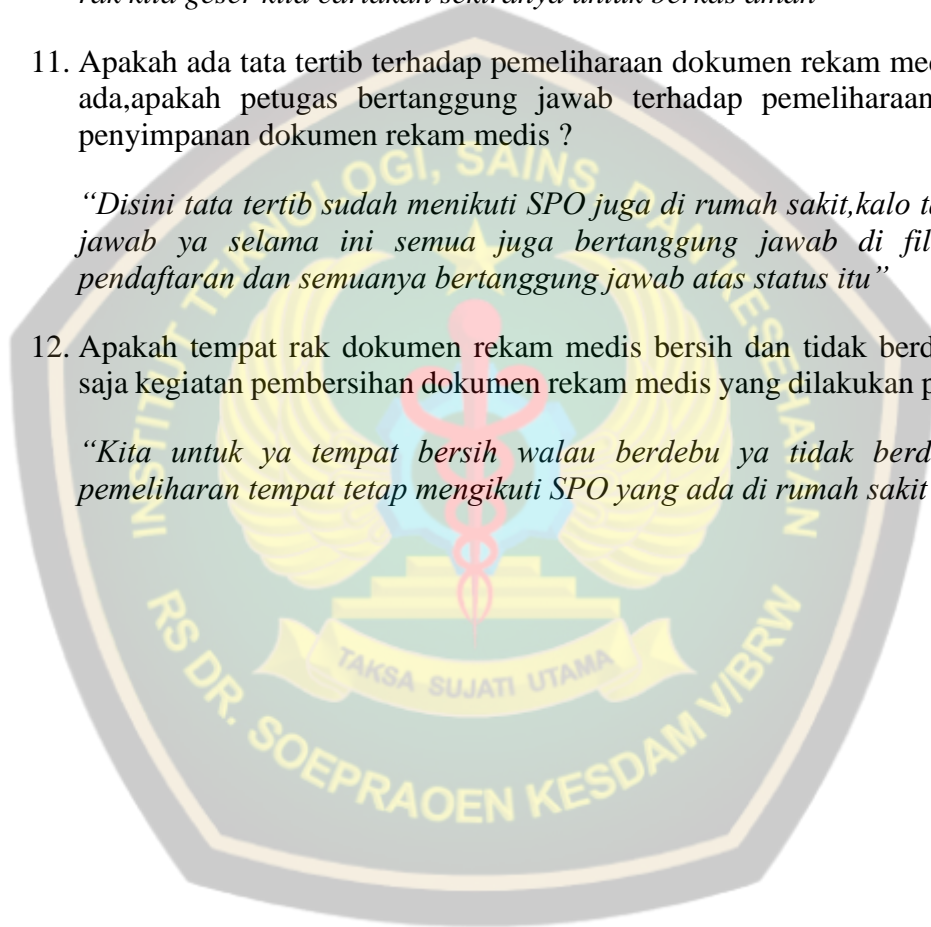 rak kita geser kita carikan sekiranya untuk berkas aman”
11. Apakah ada tata tertib terhadap pemeliharaan dokumen rekam
ada,apakah petugas bertanggung jawab terhadap pemeliharaan
penyimpanan dokumen rekam medis ?
“Disini tata tertib sudah menikuti SPO juga di rumah sakit,kalo
jawab ya selama ini semua juga bertanggung jawab di
pendaftaran dan semuanya bertanggung jawab atas status itu”
12. Apakah tempat rak dokumen rekam medis bersih dan tidak
saja kegiatan pembersihan dokumen rekam medis yang dilakukan
“Kita untuk ya tempat bersih walau berdebu ya tidak
pemeliharan tempat tetap mengikuti SPO yang ada di rumah sakit
INSTITUT TEKNOLOGI, SAINS, DAN KESEHATAN
TAKSA SUJATI UTAMA
RS DR. SOEPRAOEN KESDAM V/BRW